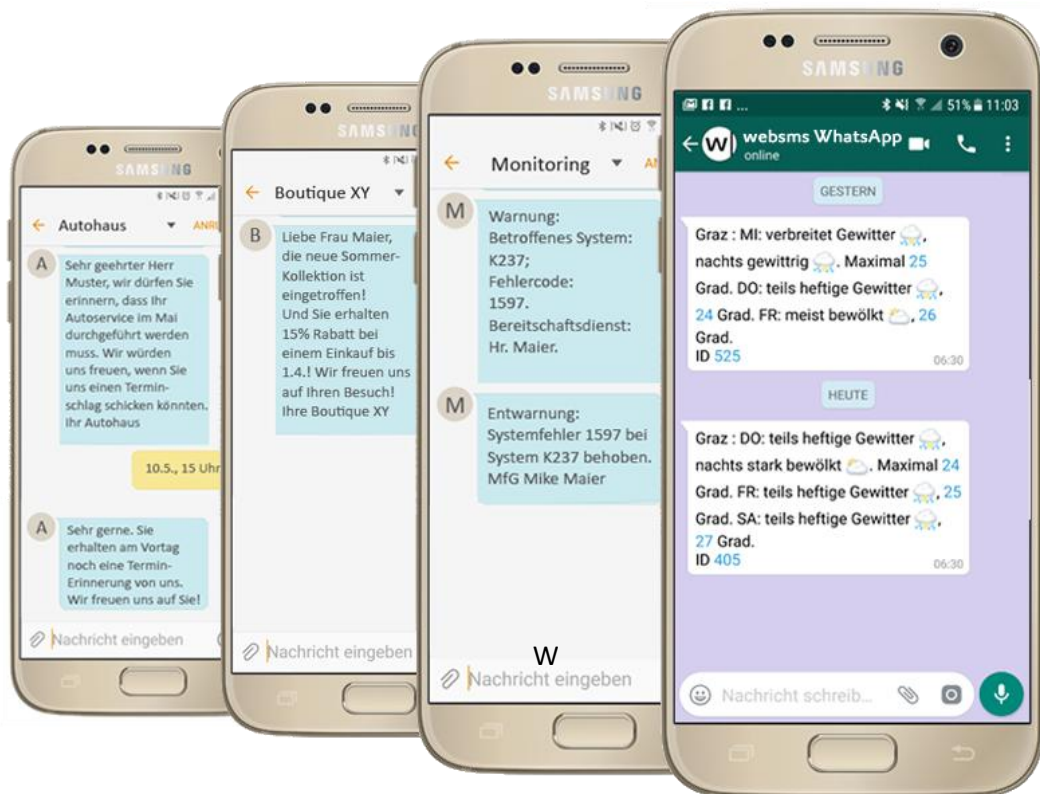 SAMSUNG
Autohaus
A
Sehr geehrter Herr
Muster, wir dürfen Sie
erinnern, dass Ihr
Autoservice im Mai
durchgeführt werden
muss. Wir würden
uns freuen, wenn Sie
uns einen Termin-
schlag schicken könnten.
Ihr Autohaus
10.5., 15 Uhr
A
Sehr gerne. Sie
erhalten am Vortag
noch eine Termin-
Erinnerung von uns.
Wir freuen uns auf Sie!
Nachricht eingeben
SAMSUNG
Boutique XY
B
Liebe Frau Maier,
die neue Sommer-
Kollektion ist
eingetroffen!
Und Sie erhalten
15% Rabatt bei
einem Einkauf bis
1.4.! Wir freuen uns
auf Ihren Besuch!
Ihre Boutique XY
Nachricht eingeben
SAMSUNG
Monitoring
M
Warnung:
Betroffenes System:
K237;
Fehlercode:
1597.
Bereitschaftsdienst:
Hr. Maier.
M
Entwarnung:
Systemfehler 1597 bei
System K237 behoben.
MfG Mike Maier
W
Nachricht eingeben
SAMSUNG
51% 11:03
W websms WhatsApp
online
GESTERN
Graz : MI: verbreitet Gewitter 🌧,
nachts gewittrig 🌧. Maximal 25
Grad. DO: teils heftige Gewitter 🌧,
24 Grad. FR: meist bewölkt ⛅, 26
Grad.
ID 525
06:30
HEUTE
Graz : DO: teils heftige Gewitter 🌧,
nachts stark bewölkt ⛅. Maximal 24
Grad. FR: teils heftige Gewitter 🌧, 25
Grad. SA: teils heftige Gewitter 🌧,
27 Grad.
ID 405
06:30
Nachricht schreib...